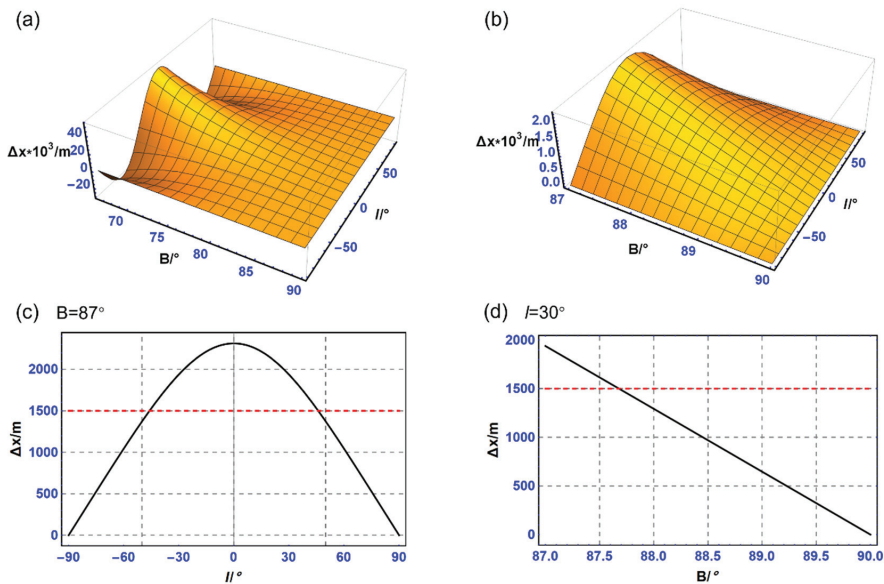 (a)
40
20
0
−20
Δx*10³/m
70
75
80
85
90
B/°
−50
0
50
l/°
(b)
2.0
1.5
1.0
0.5
0.0
Δx*10³/m
87
88
89
90
B/°
−50
0
50
l/°
(c) B=87°
2000
1500
1000
500
0
Δx/m
−90 −60 −30 0 30 60 90
l/°
(d) l=30°
2000
1500
1000
500
0
Δx/m
87.0 87.5 88.0 88.5 89.0 89.5 90.0
B/°